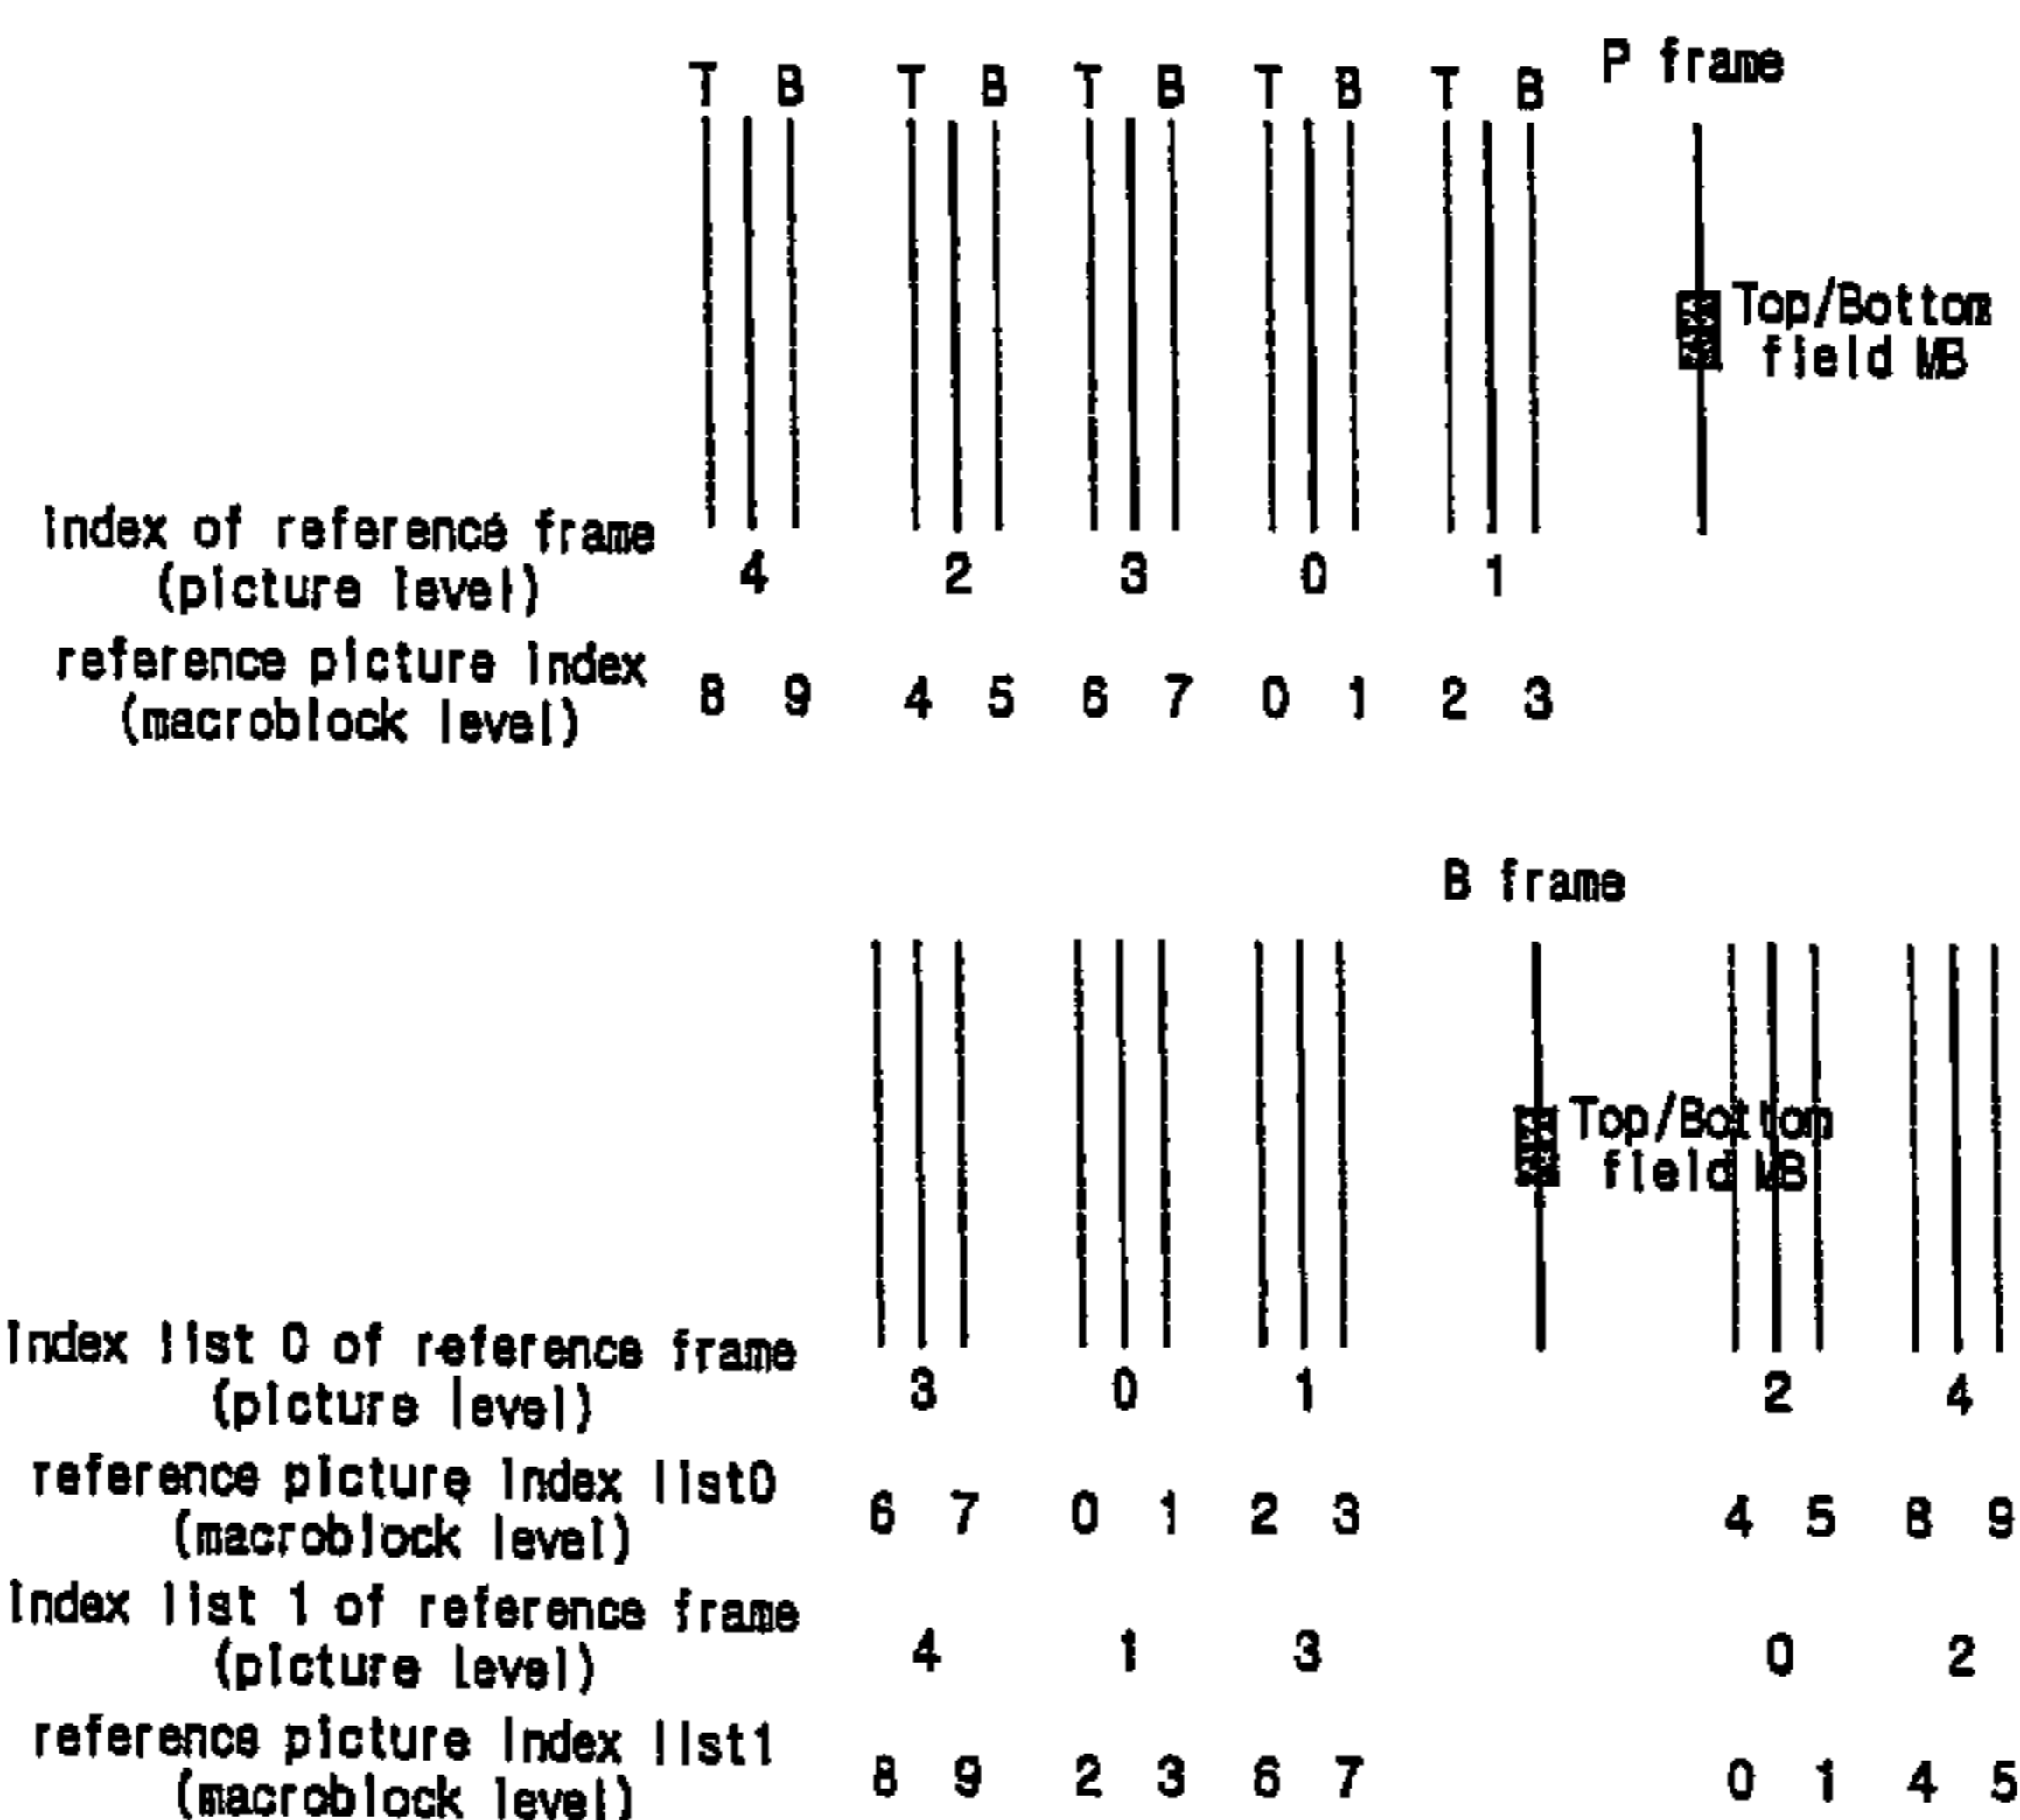 P frame
T B T B T B T B T B
Top/Bottom
field MB
index of reference frame
(picture level)
4 2 3 0 1
reference picture index
(macroblock level)
8 9 4 5 6 7 0 1 2 3
B frame
Top/Bottom
field MB
Index list 0 of reference frame
(picture level)
3 0 1 2 4
reference picture index list0
(macroblock level)
6 7 0 1 2 3 4 5 8 9
Index list 1 of reference frame
(picture level)
4 1 3 0 2
reference picture index list1
(macroblock level)
8 9 2 3 6 7 0 1 4 5